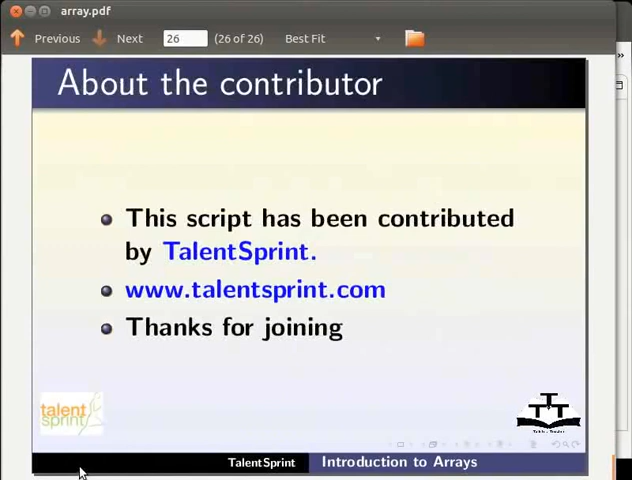 array.pdf
Previous Next 26 (26 of 26) Best Fit
About the contributor
This script has been contributed
by TalentSprint.
www.talentsprint.com
Thanks for joining
talent
sprint
TalentSprint Introduction to Arrays